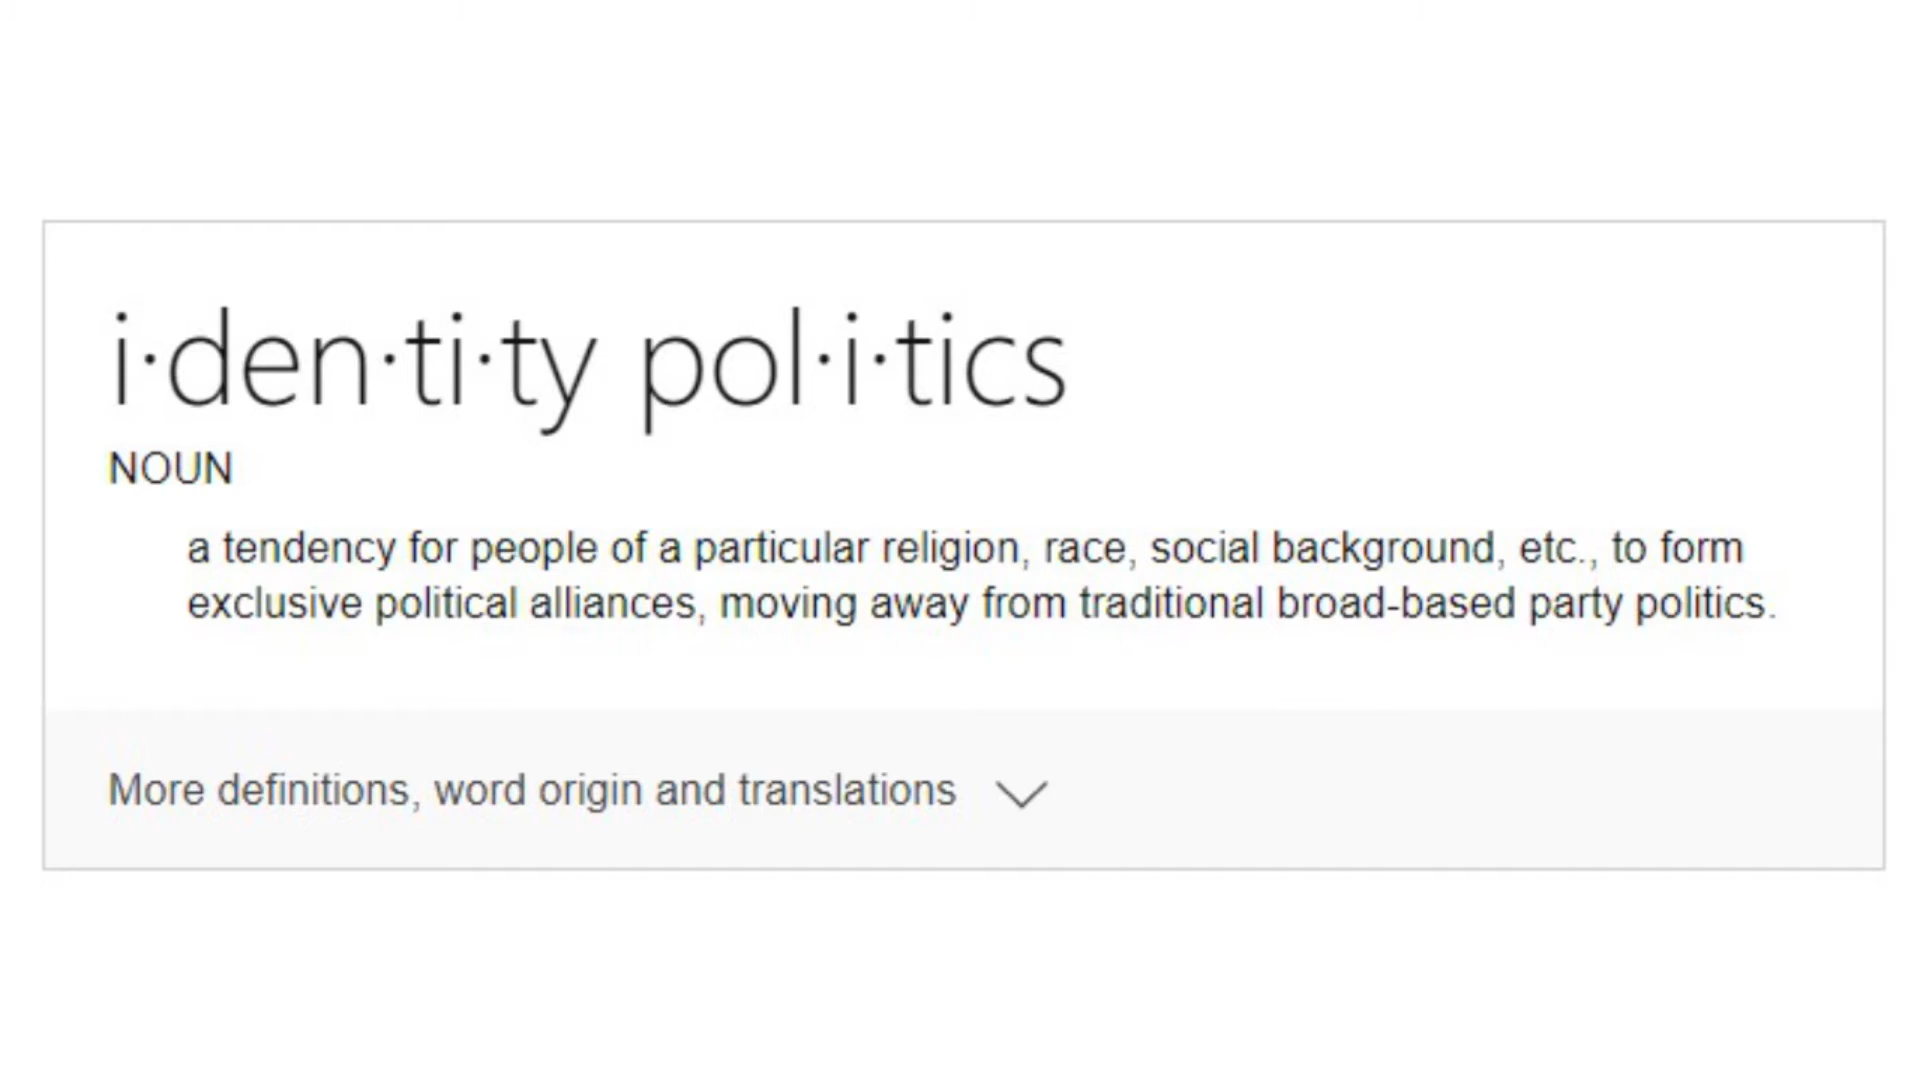 i·den·ti·ty pol·i·tics
NOUN
a tendency for people of a particular religion, race, social background, etc., to form
exclusive political alliances, moving away from traditional broad-based party politics.
More definitions, word origin and translations